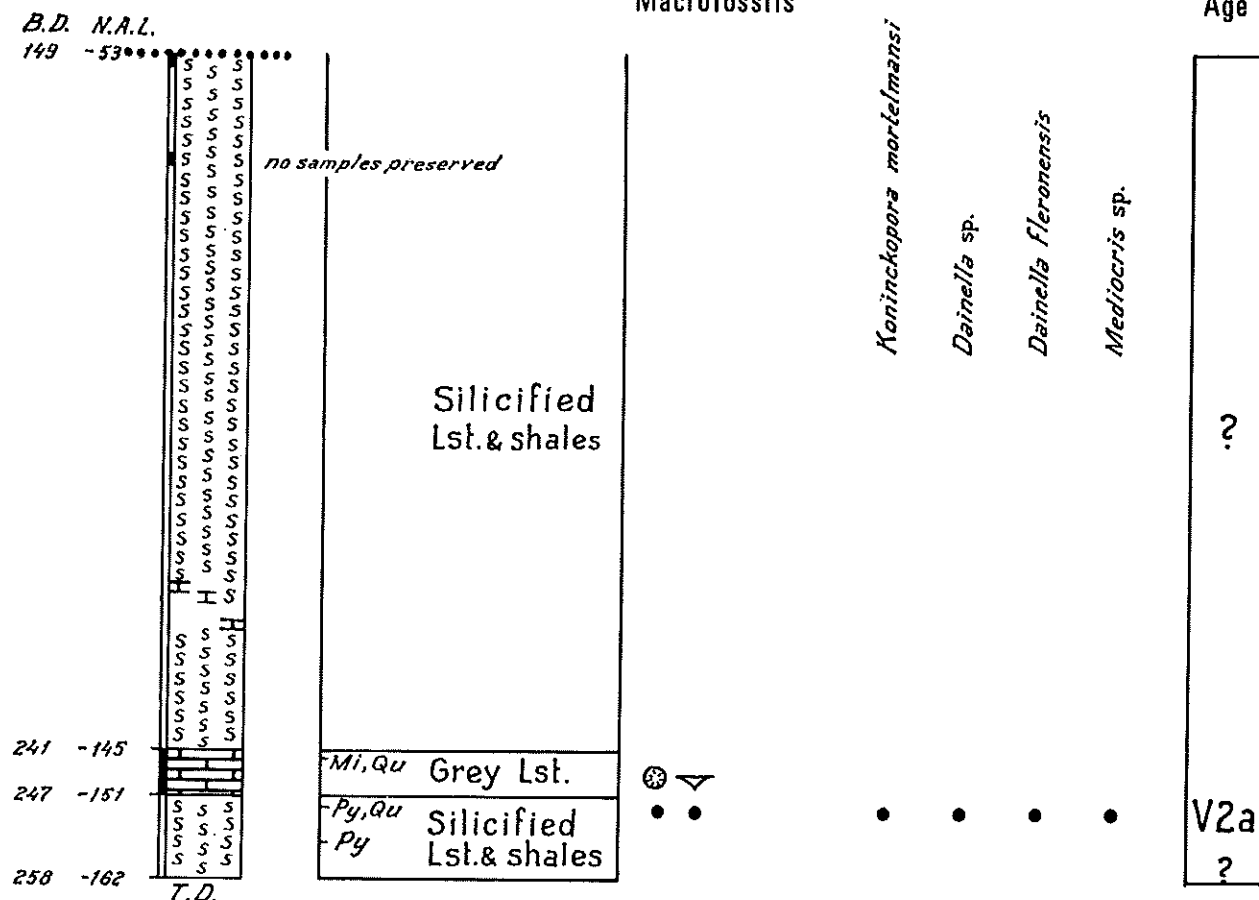 Macrofossils
Age
B.D. N.A.L.
149 -53
no samples preserved
Koninckopora mortelmansi
Dainella sp.
Dainella fleronensis
Mediocris sp.
Silicified
Lst.& shales
?
241 -145
Mi,Qu Grey Lst.
247 -151
Py,Qu Silicified
Py Lst.& shales
V2a
?
258 -162
T.D.